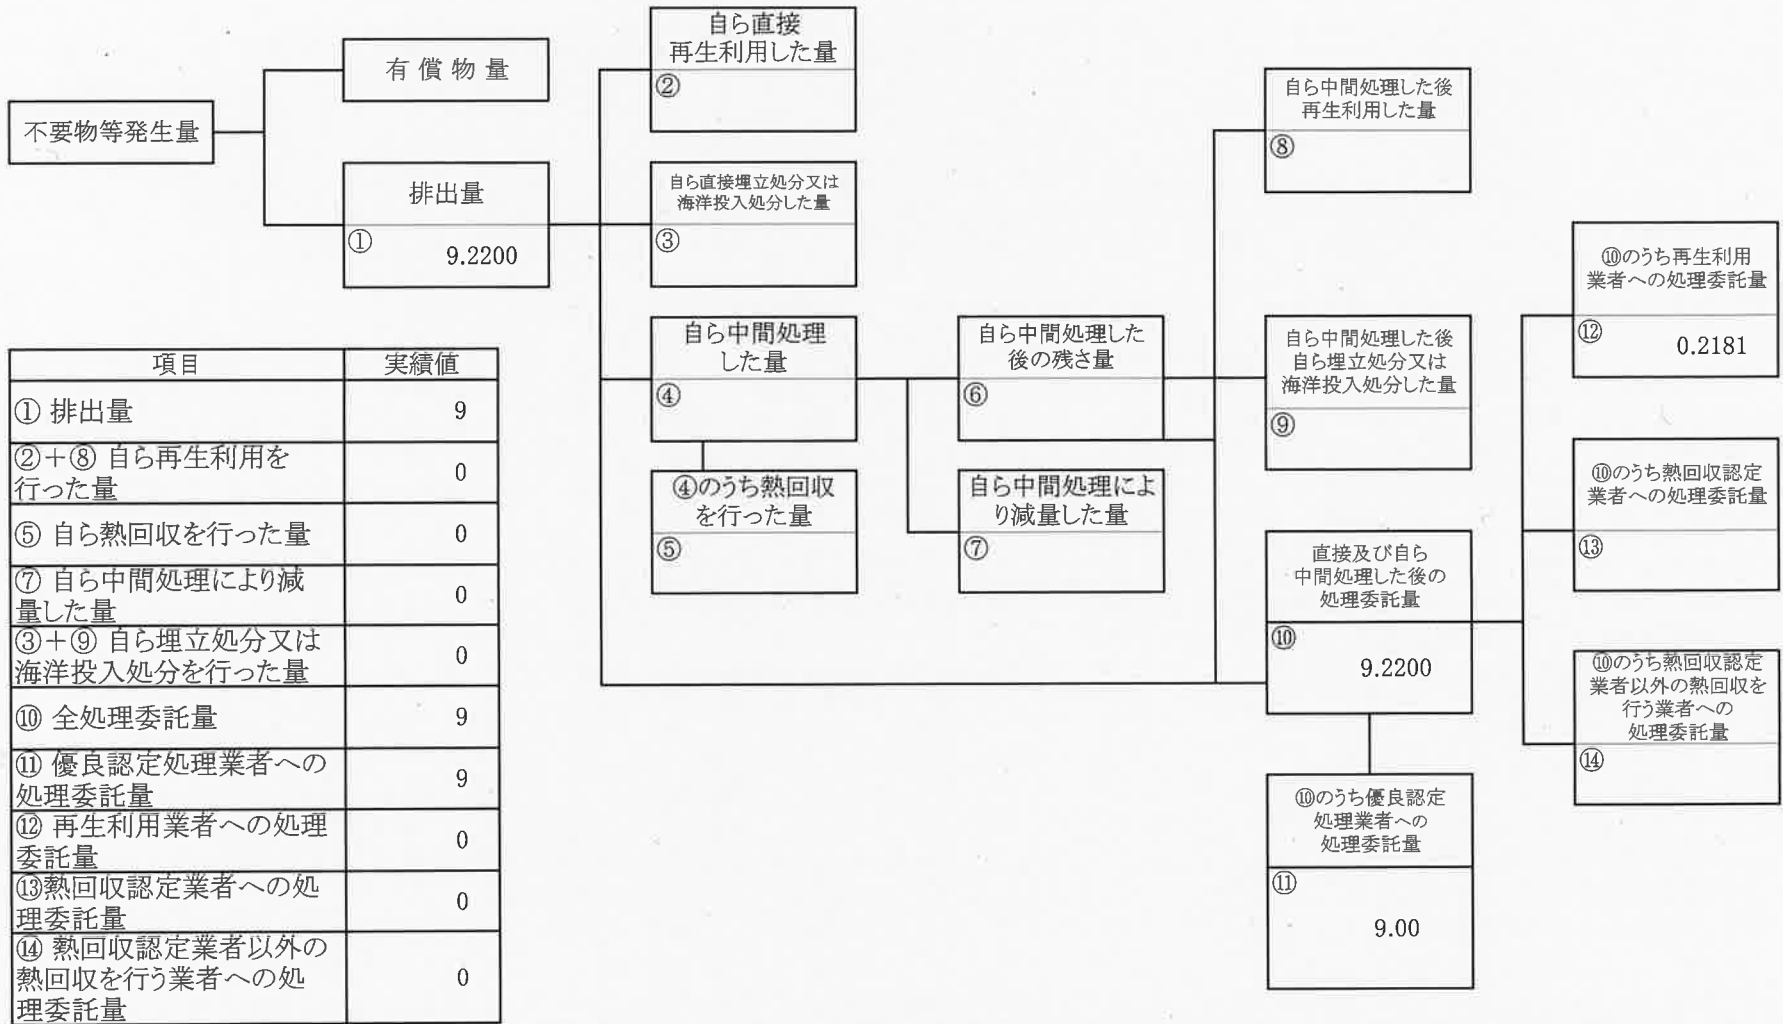 不要物等発生量
有償物量
排出量
①
9.2200
自ら直接
再生利用した量
②
自ら直接埋立処分又は
海洋投入処分した量
③
自ら中間処理
した量
④
④のうち熱回収
を行った量
⑤
自ら中間処理した
後の残さ量
⑥
自ら中間処理によ
り減量した量
⑦
自ら中間処理した後
再生利用した量
⑧
自ら中間処理した後
自ら埋立処分又は
海洋投入処分した量
⑨
直接及び自ら
中間処理した後の
処理委託量
⑩
9.2200
⑩のうち優良認定
処理業者への
処理委託量
⑪
9.00
⑩のうち再生利用
業者への処理委託量
⑫
0.2181
⑩のうち熱回収認定
業者への処理委託量
⑬
⑩のうち熱回収認定
業者以外の熱回収を
行う業者への
処理委託量
⑭
項目 実績値
① 排出量 9
②+⑧ 自ら再生利用を
行った量 0
⑤ 自ら熱回収を行った量 0
⑦ 自ら中間処理により減
量した量 0
③+⑨ 自ら埋立処分又は
海洋投入処分を行った量 0
⑩ 全処理委託量 9
⑪ 優良認定処理業者への
処理委託量 9
⑫ 再生利用業者への処理
委託量 0
⑬熱回収認定業者への処
理委託量 0
⑭ 熱回収認定業者以外の
熱回収を行う業者への処
理委託量 0